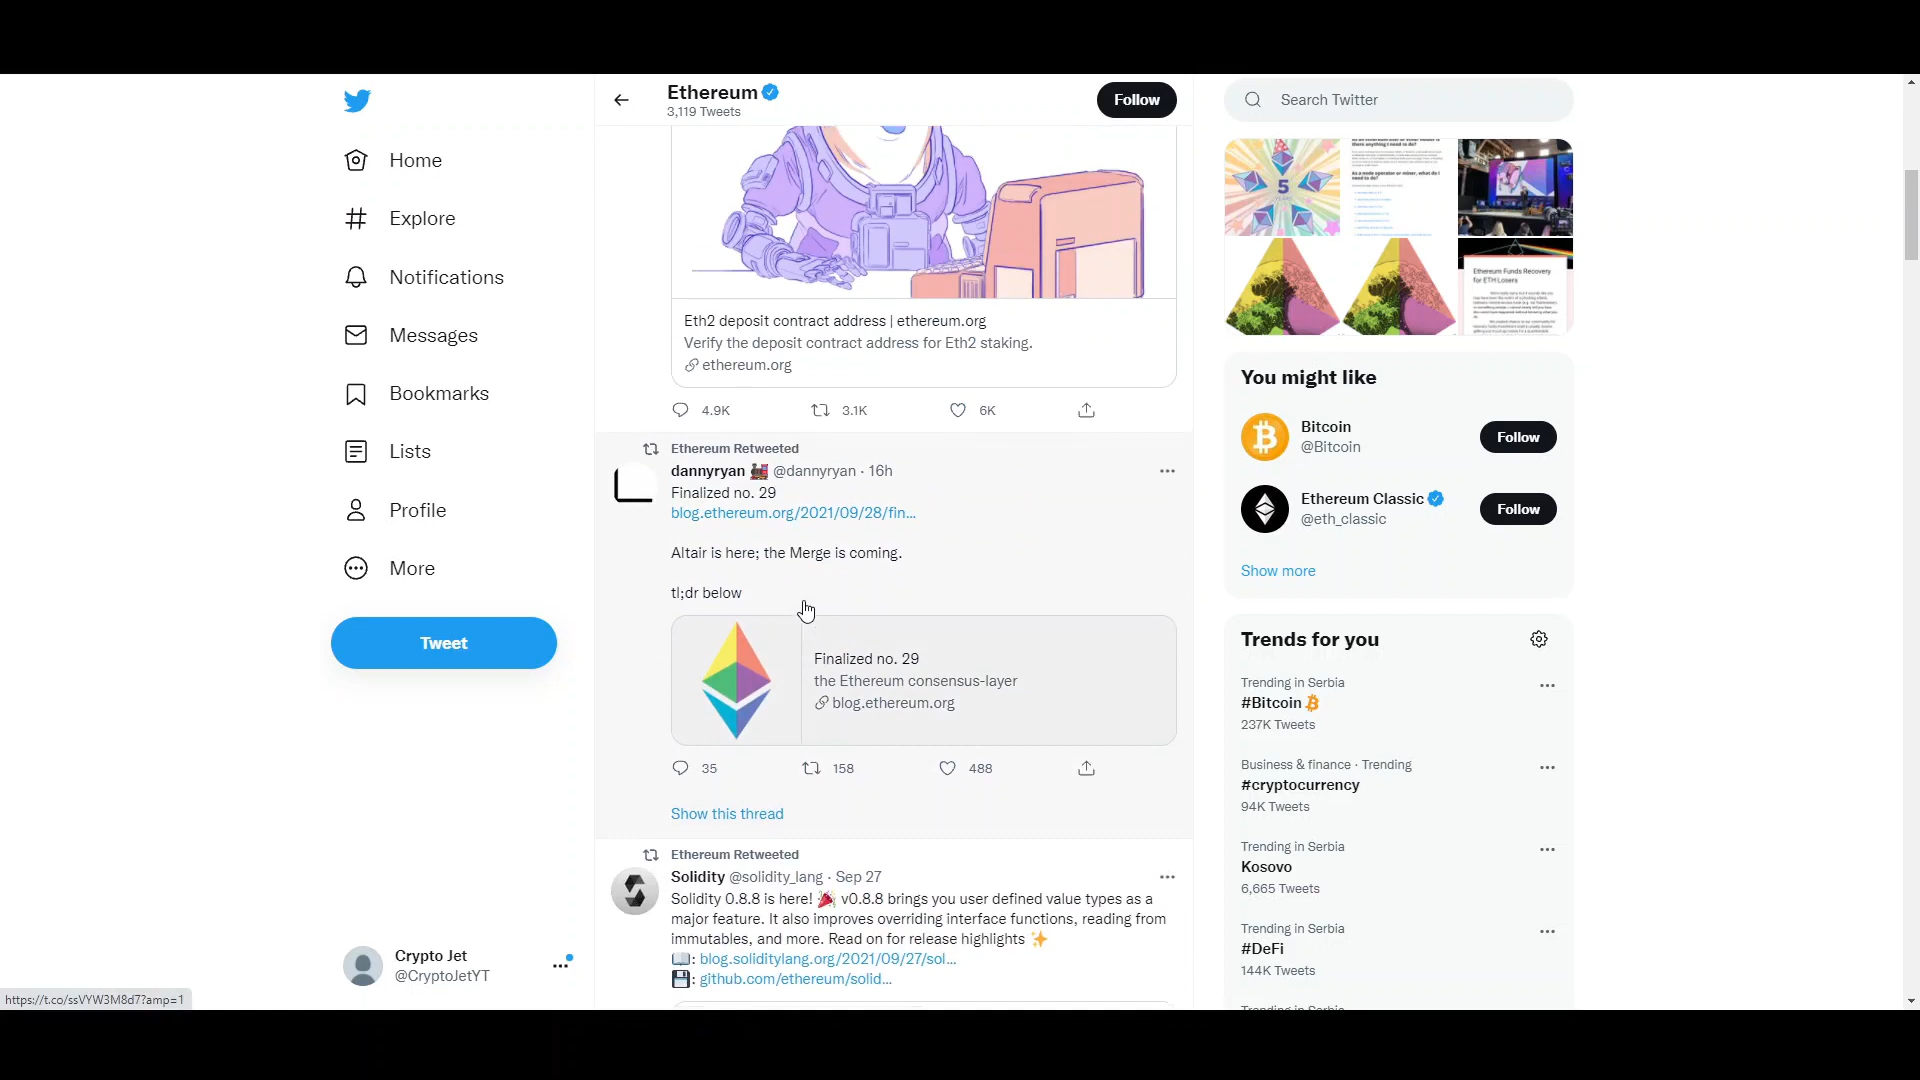 Home
Explore
Notifications
Messages
Bookmarks
Lists
Profile
More
Tweet
Crypto Jet
@CryptoJetYT
https://t.co/ssVYW3M8d7?amp=1
Ethereum
3,119 Tweets
Follow
Eth2 deposit contract address | ethereum.org
Verify the deposit contract address for Eth2 staking.
ethereum.org
4.9K 3.1K 6K
Ethereum Retweeted
dannyryan @dannyryan · 16h
Finalized no. 29
blog.ethereum.org/2021/09/28/fin...
Altair is here; the Merge is coming.
tl;dr below
Finalized no. 29
the Ethereum consensus-layer
blog.ethereum.org
35 158 488
Show this thread
Ethereum Retweeted
Solidity @solidity_lang · Sep 27
Solidity 0.8.8 is here! 🎉 v0.8.8 brings you user defined value types as a
major feature. It also improves overriding interface functions, reading from
immutables, and more. Read on for release highlights ✨
📖: blog.soliditylang.org/2021/09/27/sol...
💾: github.com/ethereum/solid...
Search Twitter
5
Ethereum Funds Recovery
for ETH Losers
You might like
Bitcoin
@Bitcoin
Follow
Ethereum Classic
@eth_classic
Follow
Show more
Trends for you
Trending in Serbia
#Bitcoin
237K Tweets
Business & finance · Trending
#cryptocurrency
94K Tweets
Trending in Serbia
Kosovo
6,665 Tweets
Trending in Serbia
#DeFi
144K Tweets